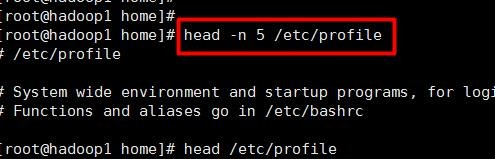 [root@hadoop1 home]#
[root@hadoop1 home]# head -n 5 /etc/profile
# /etc/profile
# System wide environment and startup programs, for logi
# Functions and aliases go in /etc/bashrc
[root@hadoop1 home]# head /etc/profile